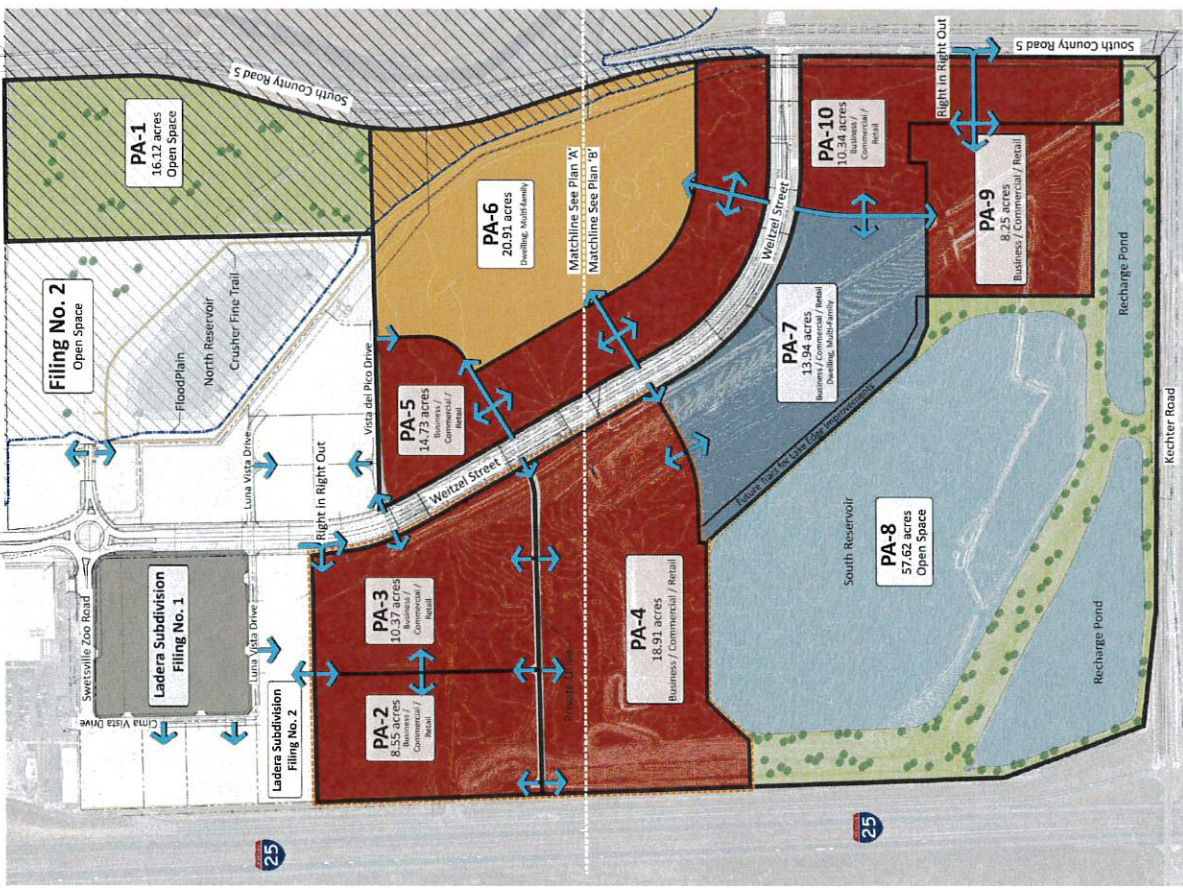 PA-1
16.12 acres
Open Space
South County Road 5
Filing No. 2
Open Space
FloodPlain
North Reservoir
Crusher Fine Trail
PA-6
20.91 acres
Dwelling, Multi-family
Matchline See Plan 'A'
Matchline See Plan 'B'
Vista del Pico Drive
PA-5
14.73 acres
Business /
Commercial /
Retail
Weitzel Street
Luna Vista Drive
Right in Right Out
Swetsville Zoo Road
Ladera Subdivision
Filing No. 1
Luna Vista Drive
Cima Vista Drive
Ladera Subdivision
Filing No. 2
PA-3
10.37 acres
Business /
Commercial /
Retail
PA-2
8.55 acres
Business /
Commercial /
Retail
Private Drive
PA-4
18.91 acres
Business / Commercial / Retail
25
25
South County Road 5
Right in Right Out
PA-10
10.34 acres
Business /
Commercial /
Retail
Weitzel Street
PA-9
8.25 acres
Business / Commercial / Retail
PA-7
13.94 acres
Business / Commercial / Retail
Dwelling, Multi-Family
Future Tract for Lake Edge Improvements
South Reservoir
PA-8
57.62 acres
Open Space
Recharge Pond
Recharge Pond
Kechter Road